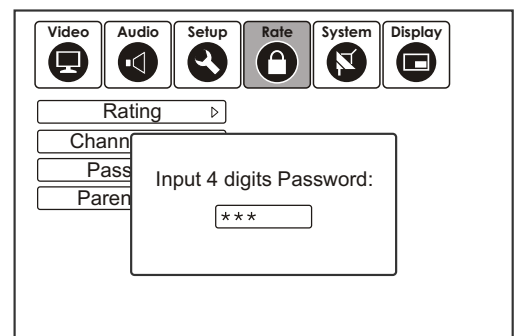 Video Audio Setup Rate System Display
Rating
Chann
Pass
Paren
Input 4 digits Password:
***